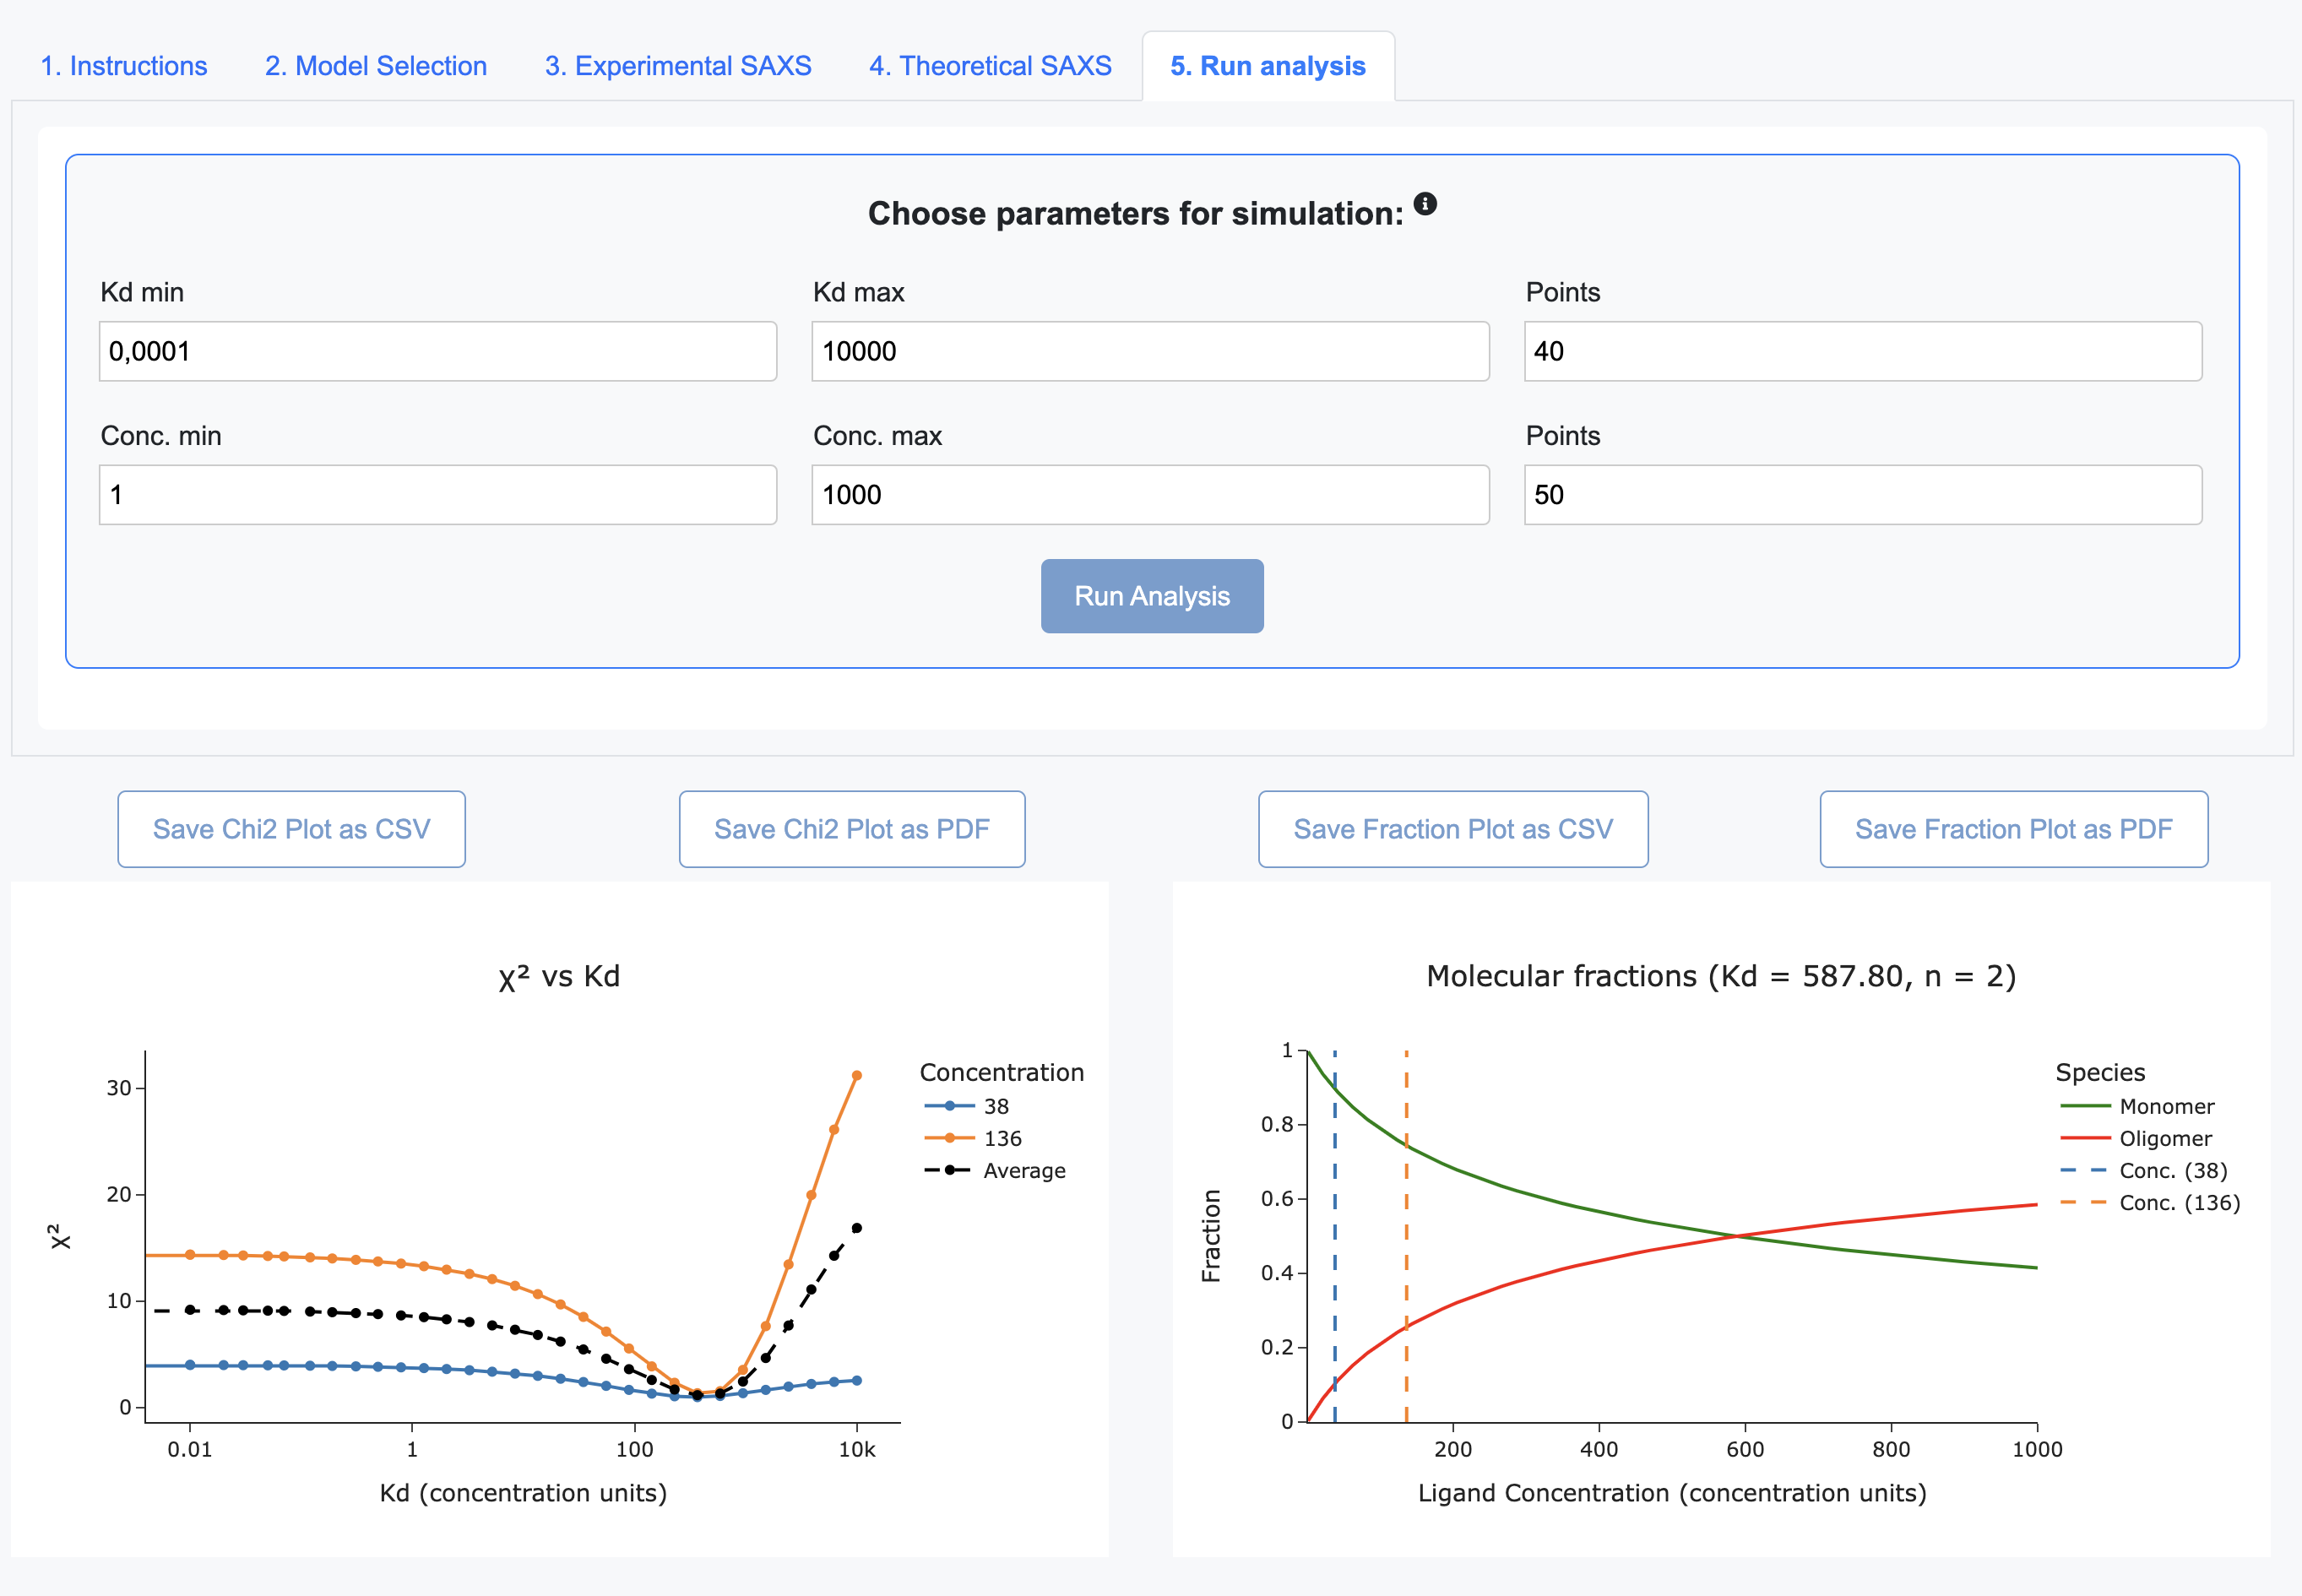 1. Instructions
2. Model Selection
3. Experimental SAXS
4. Theoretical SAXS
5. Run analysis
Choose parameters for simulation:
Kd min
Kd max
Points
0,0001
10000
40
Conc. min
Conc. max
Points
1
1000
50
Run Analysis
Save Chi2 Plot as CSV
Save Chi2 Plot as PDF
Save Fraction Plot as CSV
Save Fraction Plot as PDF
χ² vs Kd
30
20
10
0
χ²
0.01
1
100
10k
Kd (concentration units)
Concentration
38
136
Average
Molecular fractions (Kd = 587.80, n = 2)
1
0.8
0.6
0.4
0.2
0
Fraction
200
400
600
800
1000
Ligand Concentration (concentration units)
Species
Monomer
Oligomer
Conc. (38)
Conc. (136)